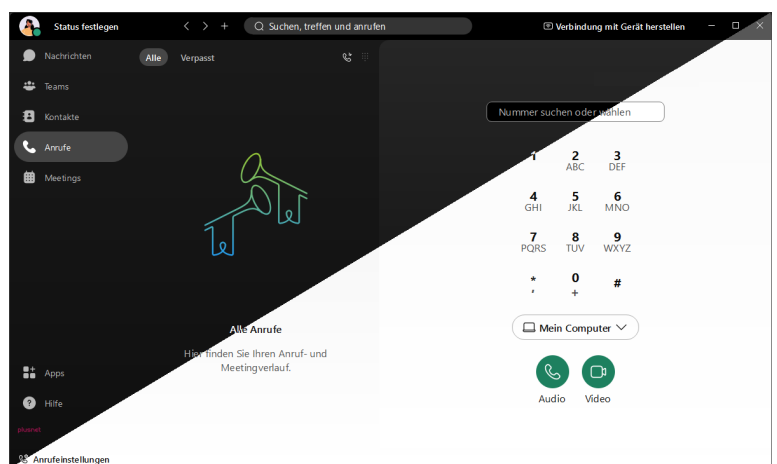 Status festlegen
Suchen, treffen und anrufen
Verbindung mit Gerät herstellen
Nachrichten
Teams
Kontakte
Anrufe
Meetings
Alle
Verpasst
Alle Anrufe
Hier finden Sie Ihren Anruf- und
Meetingverlauf.
Nummer suchen oder wählen
1 2 3
ABC DEF
4 5 6
GHI JKL MNO
7 8 9
PQRS TUV WXYZ
* 0 #
, +
Mein Computer
Audio Video
Apps
Hilfe
plusnet
Anrufeinstellungen